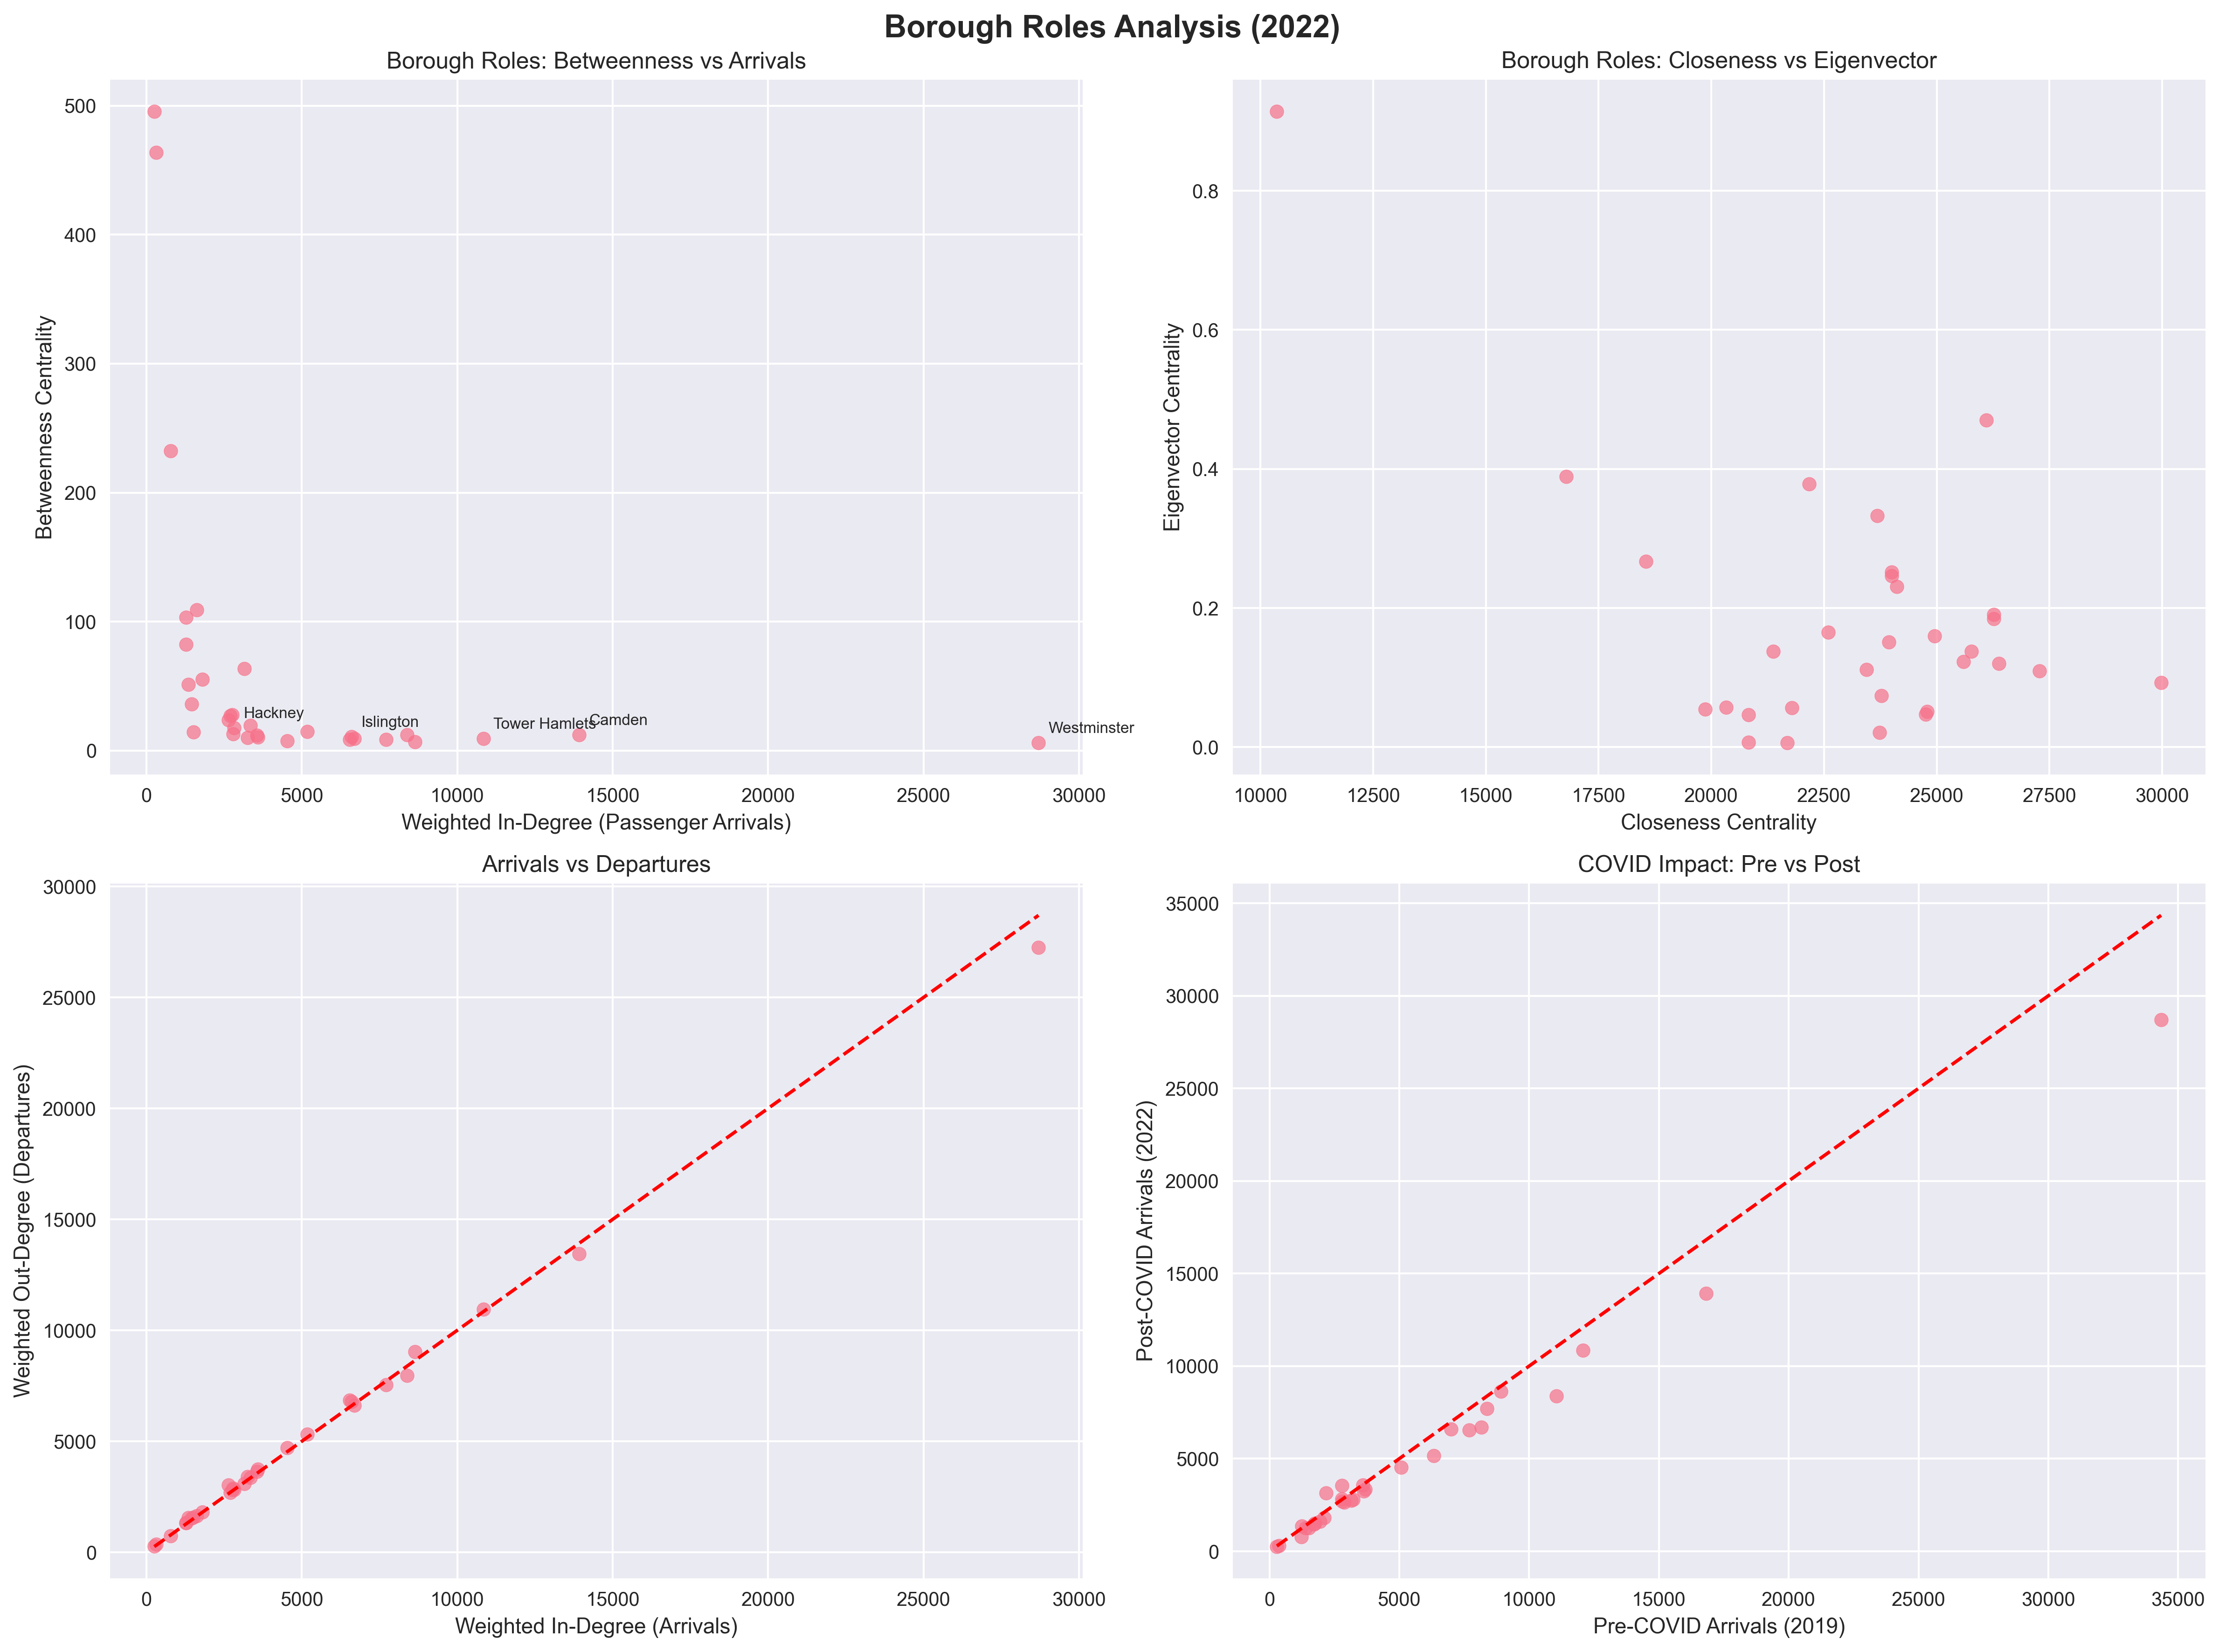 Borough Roles Analysis (2022)
Borough Roles: Betweenness vs Arrivals
500
400
300
200
100
0
Betweenness Centrality
Hackney
Islington
Tower Hamlets
Camden
Westminster
0 5000 10000 15000 20000 25000 30000
Weighted In-Degree (Passenger Arrivals)
Borough Roles: Closeness vs Eigenvector
0.8
0.6
0.4
0.2
0.0
Eigenvector Centrality
10000 12500 15000 17500 20000 22500 25000 27500 30000
Closeness Centrality
Arrivals vs Departures
30000
25000
20000
15000
10000
5000
0
Weighted Out-Degree (Departures)
0 5000 10000 15000 20000 25000 30000
Weighted In-Degree (Arrivals)
COVID Impact: Pre vs Post
35000
30000
25000
20000
15000
10000
5000
0
Post-COVID Arrivals (2022)
0 5000 10000 15000 20000 25000 30000 35000
Pre-COVID Arrivals (2019)